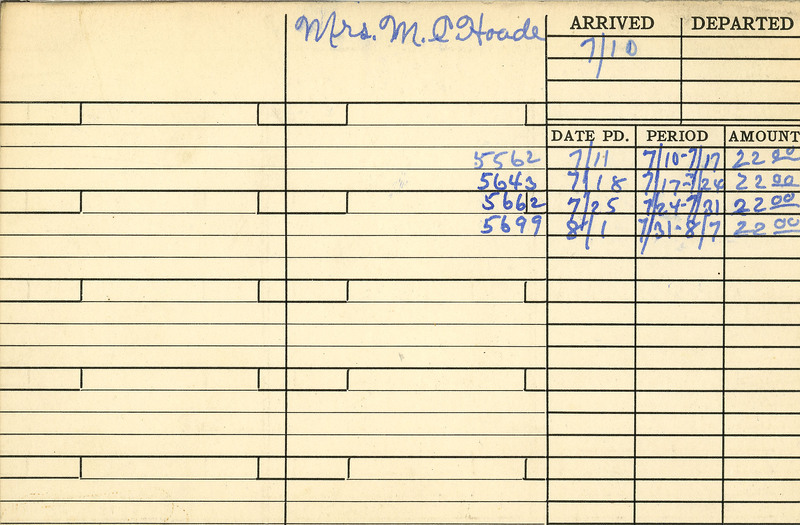 Mrs. M. C Hoade
ARRIVED DEPARTED
7/10
DATE PD. PERIOD AMOUNT
5562 7/11 7/10-7/17 22 00
5643 7/18 7/17-7/24 22 00
5662 7/25 7/24-7/31 22 00
5699 8/1 7/31-8/7 22 00